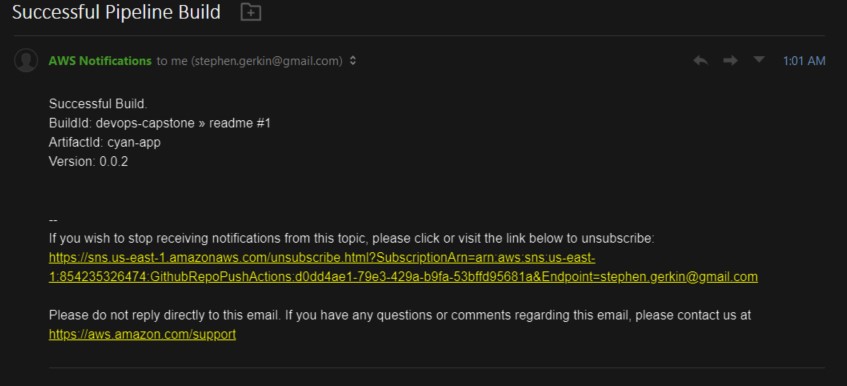 Successful Pipeline Build
AWS Notifications to me (stephen.gerkin@gmail.com)
1:01 AM
Successful Build.
BuildId: devops-capstone » readme #1
ArtifactId: cyan-app
Version: 0.0.2
--
If you wish to stop receiving notifications from this topic, please click or visit the link below to unsubscribe:
https://sns.us-east-1.amazonaws.com/unsubscribe.html?SubscriptionArn=arn:aws:sns:us-east-
1:854235326474:GithubRepoPushActions:d0dd4ae1-79e3-429a-b9fa-53bffd95681a&Endpoint=stephen.gerkin@gmail.com
Please do not reply directly to this email. If you have any questions or comments regarding this email, please contact us at
https://aws.amazon.com/support